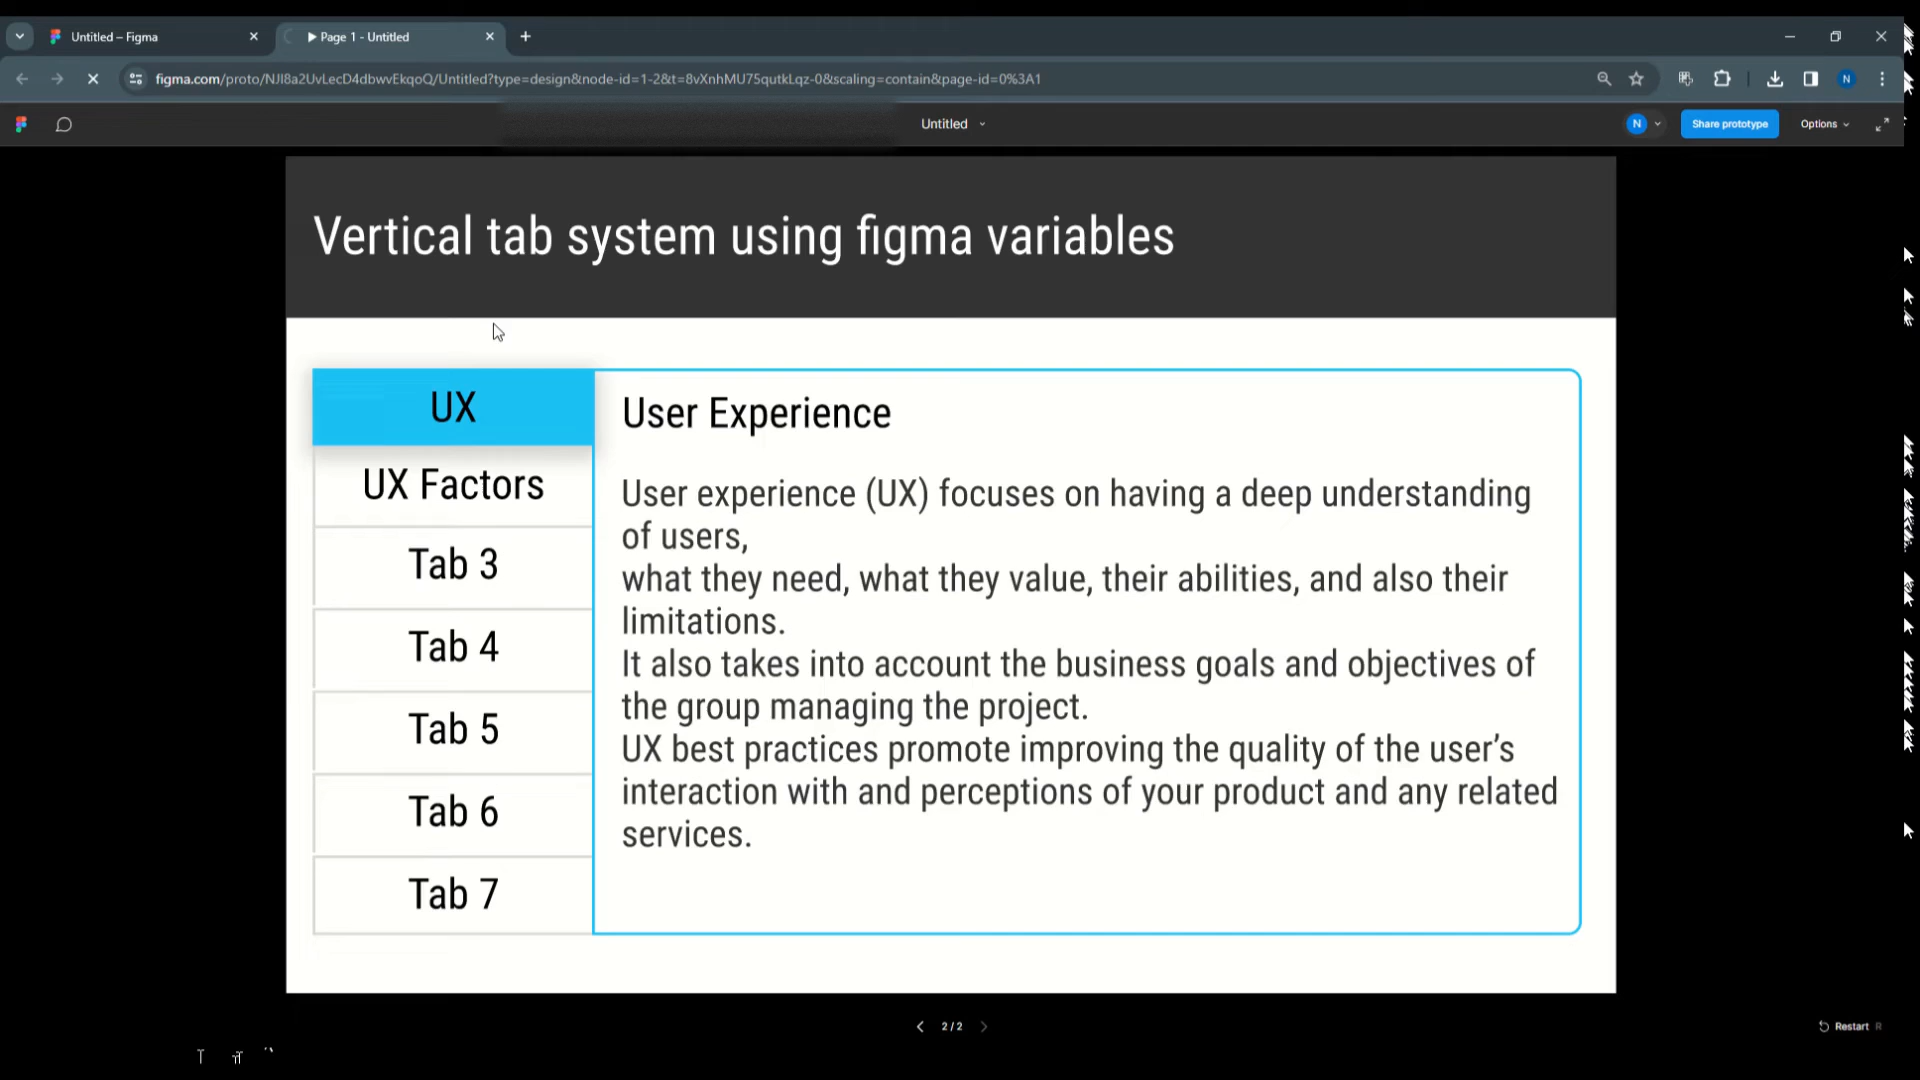 Untitled – Figma
Page 1 - Untitled
figma.com/proto/NJI8a2UvLecD4dbwvEkqoQ/Untitled?type=design&node-id=1-2&t=8vXnhMU75qutkLqz-0&scaling=contain&page-id=0%3A1
N
Untitled
N
Share prototype
Options
Vertical tab system using figma variables
UX
UX Factors
Tab 3
Tab 4
Tab 5
Tab 6
Tab 7
User Experience
User experience (UX) focuses on having a deep understanding
of users,
what they need, what they value, their abilities, and also their
limitations.
It also takes into account the business goals and objectives of
the group managing the project.
UX best practices promote improving the quality of the user’s
interaction with and perceptions of your product and any related
services.
2 / 2
Restart R